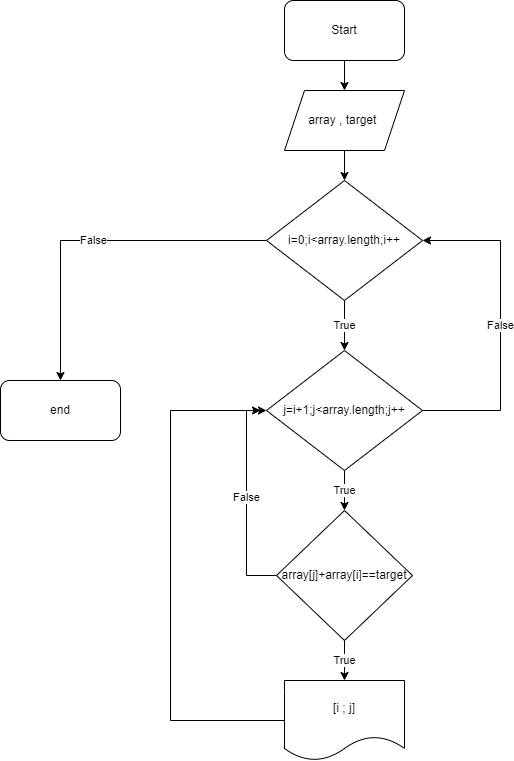 Start
array , target
i=0;i<array.length;i++
False
True
False
end
j=i+1;j<array.length;j++
True
False
array[j]+array[i]==target
True
[i ; j]